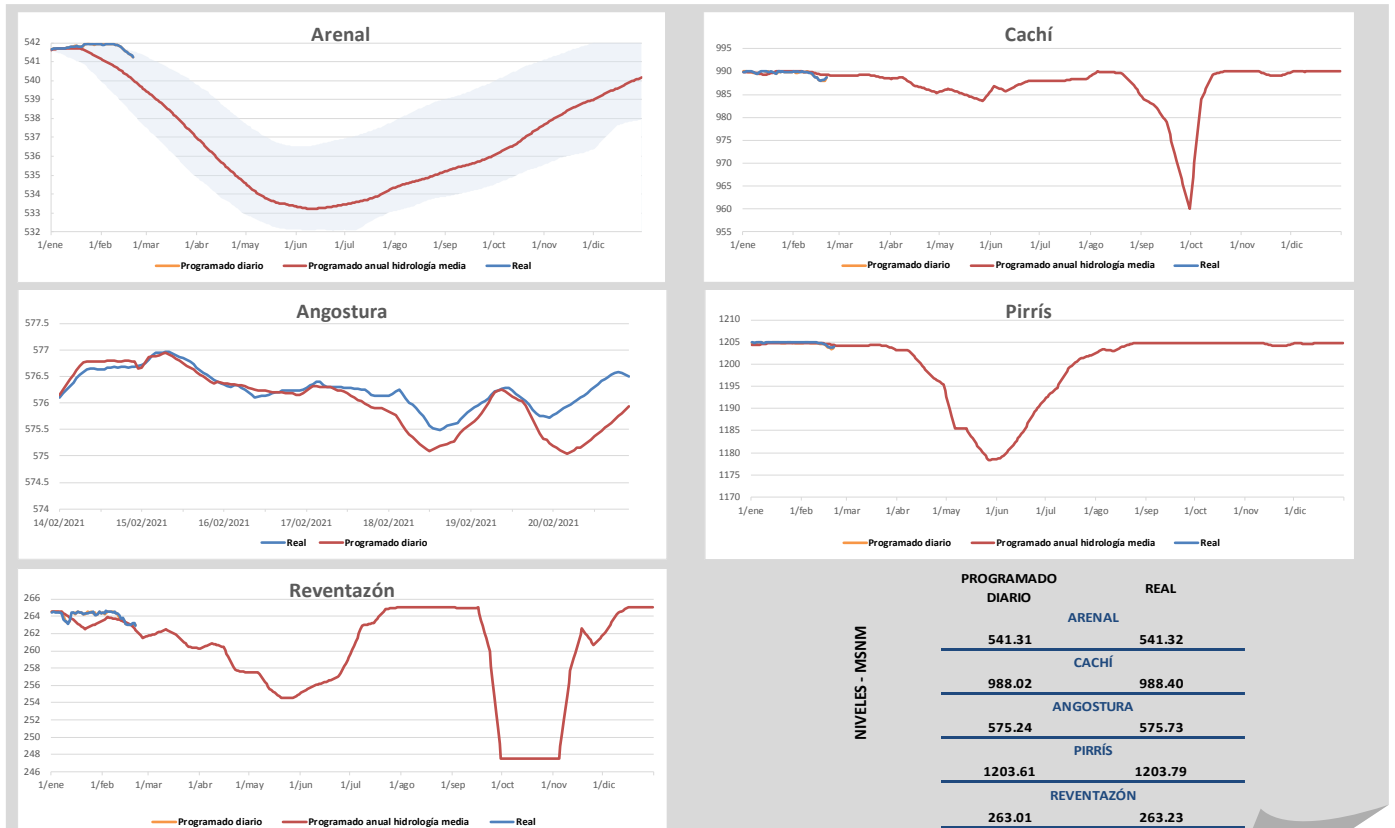 Arenal
542
541
540
539
538
537
536
535
534
533
532
1/ene 1/feb 1/mar 1/abr 1/may 1/jun 1/jul 1/ago 1/sep 1/oct 1/nov 1/dic
Programado diario Programado anual hidrología media Real
Cachí
995
990
985
980
975
970
965
960
955
1/ene 1/feb 1/mar 1/abr 1/may 1/jun 1/jul 1/ago 1/sep 1/oct 1/nov 1/dic
Programado diario Programado anual hidrología media Real
Angostura
577.5
577
576.5
576
575.5
575
574.5
574
14/02/2021 15/02/2021 16/02/2021 17/02/2021 18/02/2021 19/02/2021 20/02/2021
Real Programado diario
Pirrís
1210
1205
1200
1195
1190
1185
1180
1175
1170
1/ene 1/feb 1/mar 1/abr 1/may 1/jun 1/jul 1/ago 1/sep 1/oct 1/nov 1/dic
Programado diario Programado anual hidrología media Real
Reventazón
266
264
262
260
258
256
254
252
250
248
246
1/ene 1/feb 1/mar 1/abr 1/may 1/jun 1/jul 1/ago 1/sep 1/oct 1/nov 1/dic
Programado diario Programado anual hidrología media Real
NIVELES - MSNM
PROGRAMADO
DIARIO
REAL
ARENAL
541.31 541.32
CACHÍ
988.02 988.40
ANGOSTURA
575.24 575.73
PIRRÍS
1203.61 1203.79
REVENTAZÓN
263.01 263.23